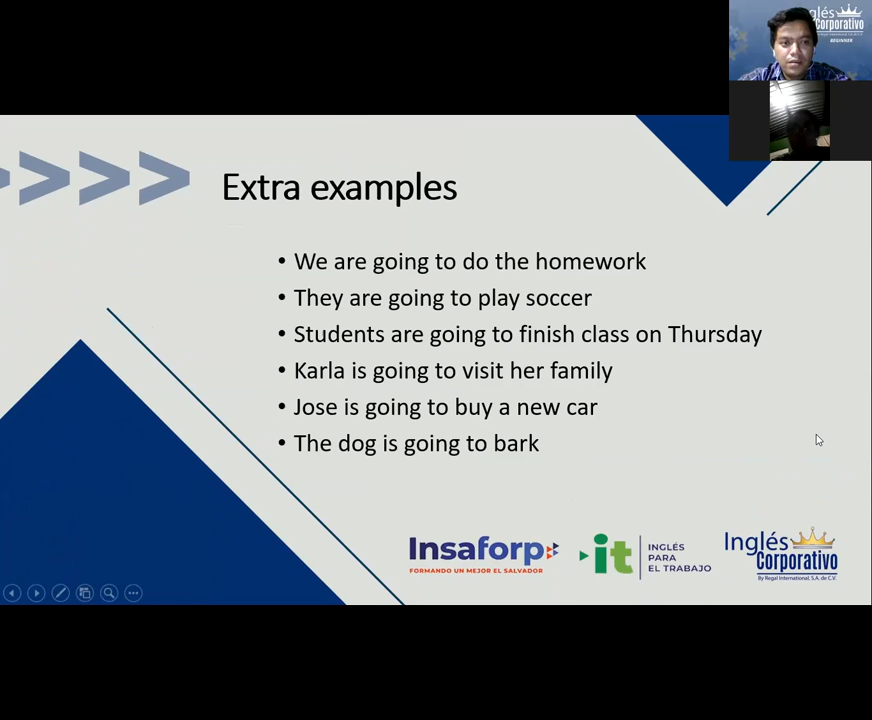 glés
Corporativo
BEGINNER
Extra examples
• We are going to do the homework
• They are going to play soccer
• Students are going to finish class on Thursday
• Karla is going to visit her family
• Jose is going to buy a new car
• The dog is going to bark
Insaforp
FORMANDO UN MEJOR EL SALVADOR
it
INGLÉS
PARA
EL TRABAJO
Inglés
Corporativo
By Regal International, S.A. de C.V.